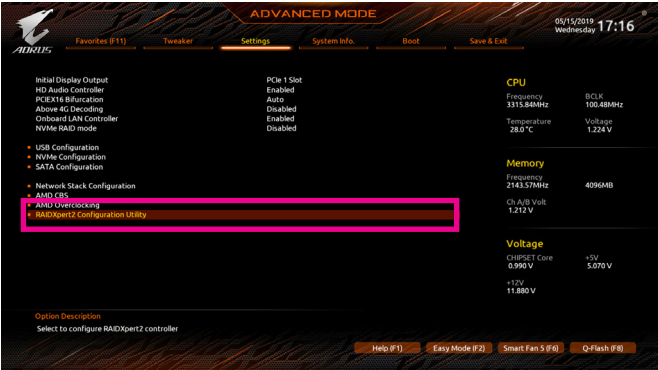 ADVANCED MODE
05/15/2019 Wednesday 17:16
AORUS
Favorites (F11) Tweaker Settings System Info. Boot Save & Exit
Initial Display Output PCIe 1 Slot
HD Audio Controller Enabled
PCIEX16 Bifurcation Auto
Above 4G Decoding Disabled
Onboard LAN Controller Enabled
NVMe RAID mode Disabled
USB Configuration
NVMe Configuration
SATA Configuration
Network Stack Configuration
AMD CBS
AMD Overclocking
RAIDXpert2 Configuration Utility
CPU
Frequency BCLK
3315.84MHz 100.48MHz
Temperature Voltage
28.0 °C 1.224 V
Memory
Frequency
2143.57MHz 4096MB
Ch A/B Volt
1.212 V
Voltage
CHIPSET Core +5V
0.990 V 5.070 V
+12V
11.880 V
Option Description
Select to configure RAIDXpert2 controller
Help (F1) Easy Mode (F2) Smart Fan 5 (F6) Q-Flash (F8)